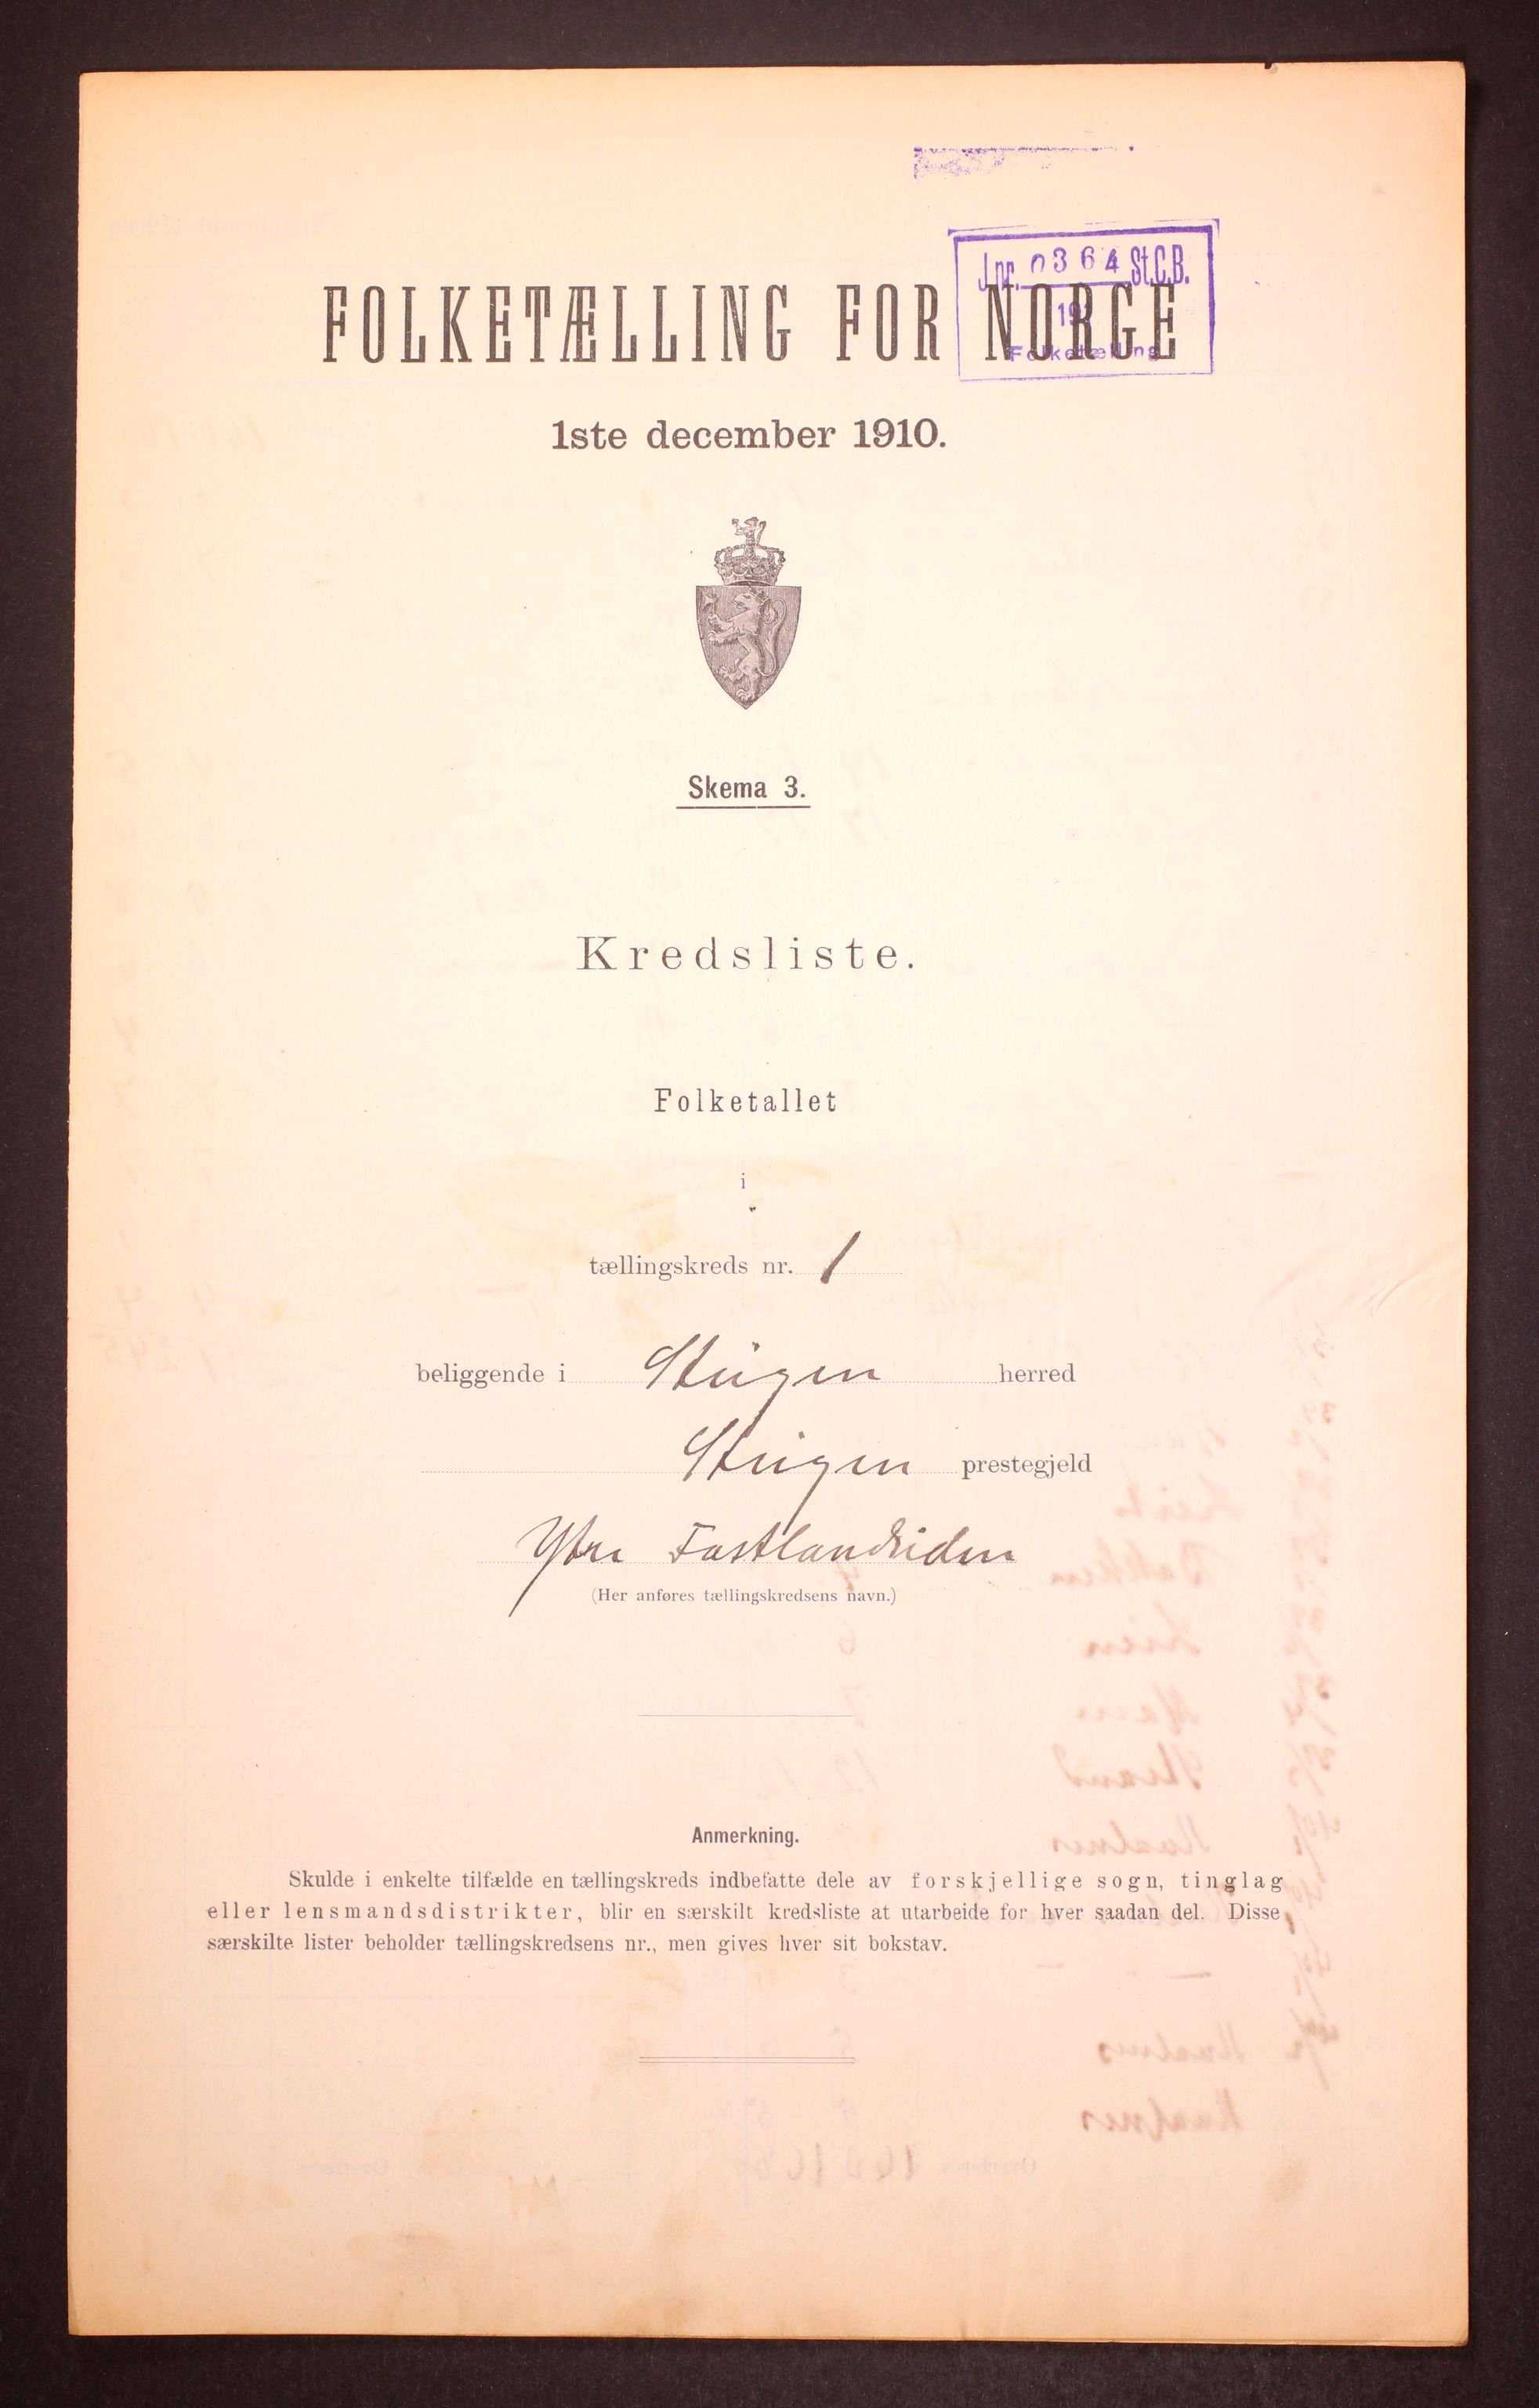 J.nr. 0364 St.C.B.
19
Folketælling
FOLKETÆLLING FOR NORGE
1ste december 1910.
Skema 3.
Kredsliste.
Folketallet
i
tællingskreds nr. 1
beliggende i Steigen herred
Steigen prestegjeld
Ytre Fastlandsiden
(Her anføres tællingskredsens navn.)
Anmerkning.
Skulde i enkelte tilfælde en tællingskreds indbefatte dele av forskjellige sogn, tinglag
eller lensmandsdistrikter, blir en særskilt kredsliste at utarbeide for hver saadan del. Disse
særskilte lister beholder tællingskredsens nr., men gives hver sit bokstav.